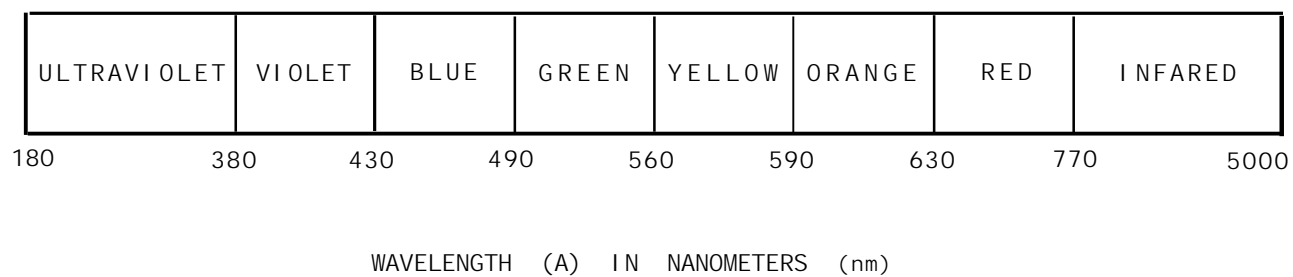 ULTRAVIOLET VIOLET BLUE GREEN YELLOW ORANGE RED INFARED
180 380 430 490 560 590 630 770 5000
WAVELENGTH (A) IN NANOMETERS (nm)